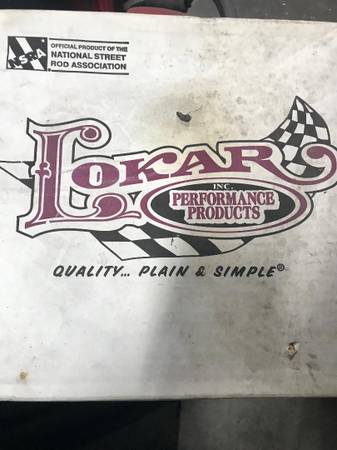 NSRA
OFFICIAL PRODUCT OF THE
NATIONAL STREET
ROD ASSOCIATION
LOKAR
INC.
PERFORMANCE
PRODUCTS
QUALITY... PLAIN & SIMPLE®